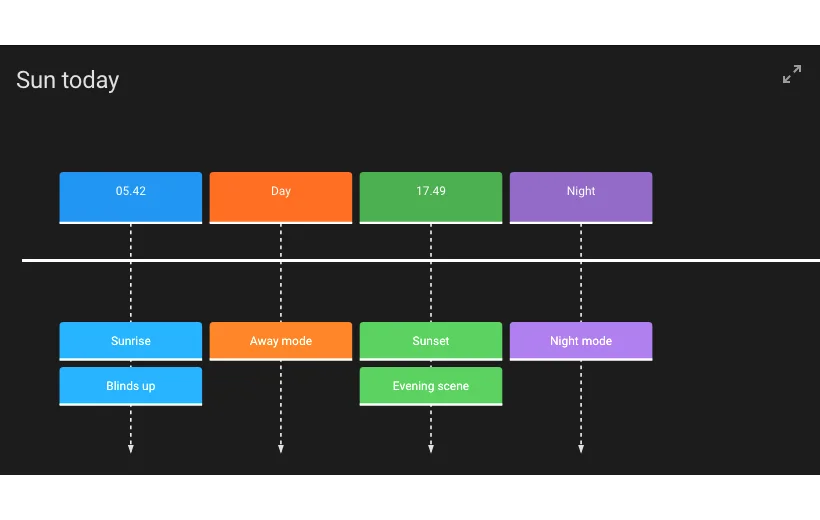 Sun today
05.42
Day
17.49
Night
Sunrise
Away mode
Sunset
Night mode
Blinds up
Evening scene